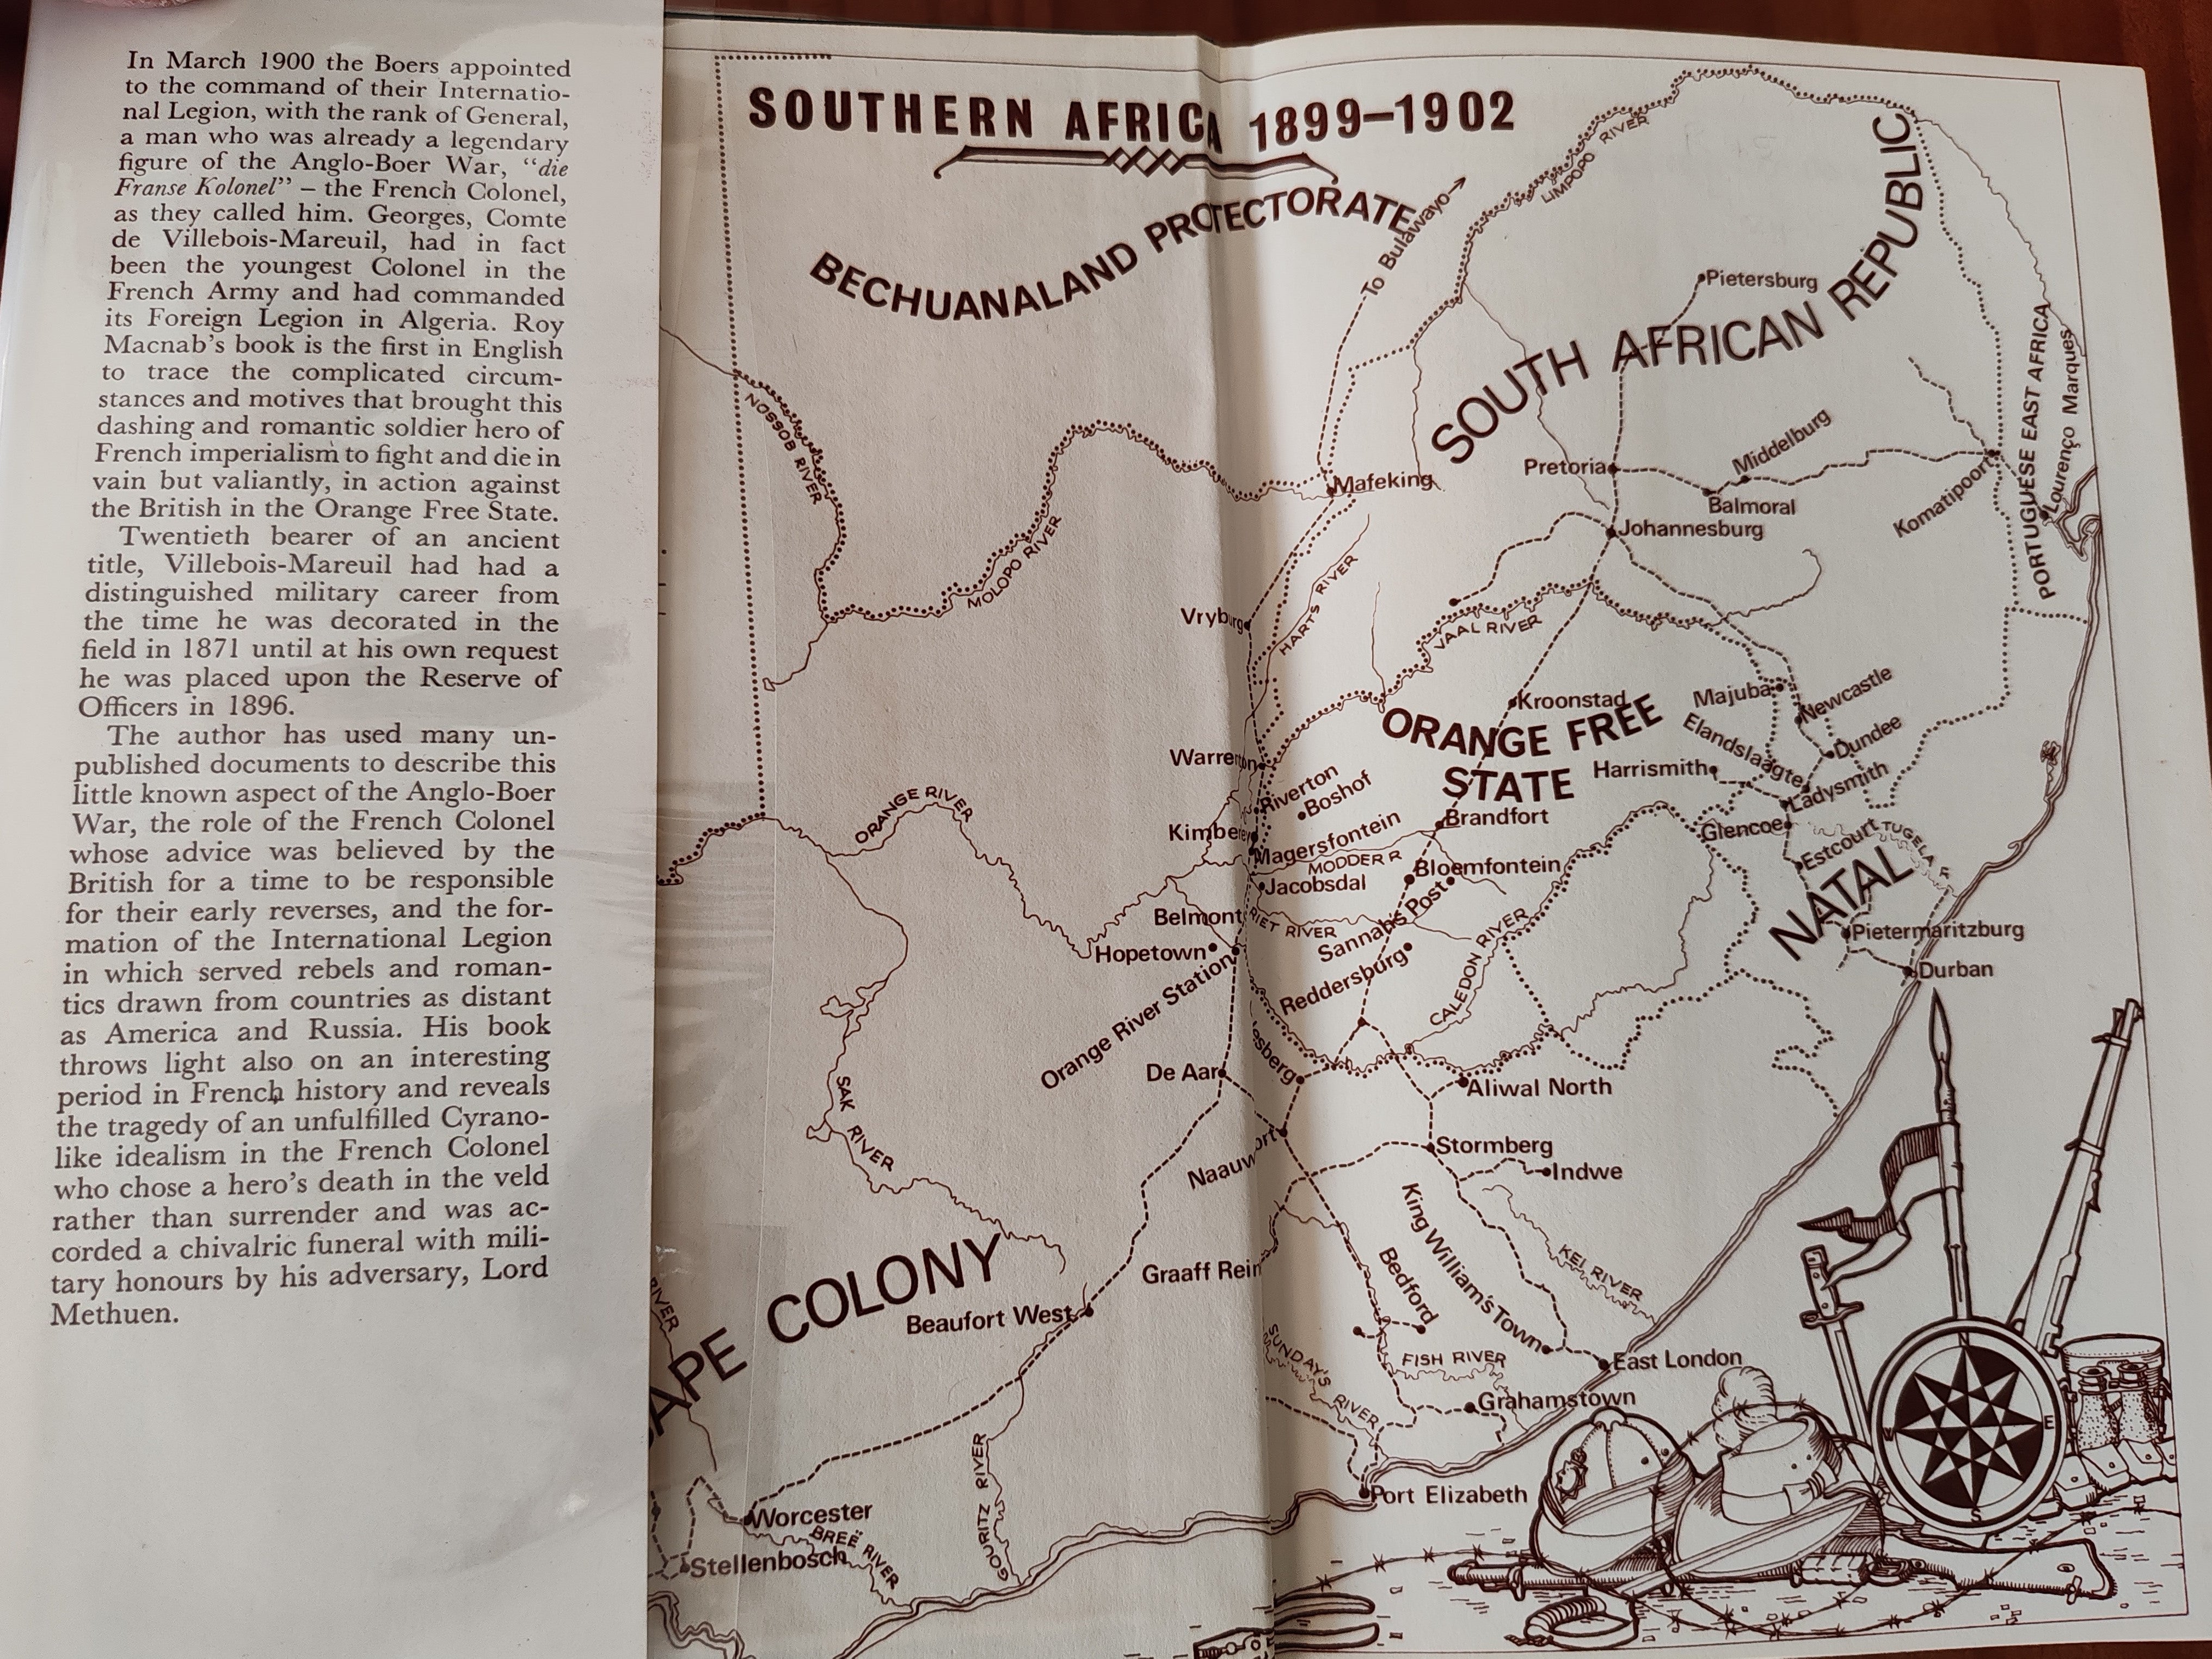 In March 1900 the Boers appointed
to the command of their Internatio-
nal Legion, with the rank of General,
a man who was already a legendary
figure of the Anglo-Boer War, “die
Franse Kolonel” – the French Colonel,
as they called him. Georges, Comte
de Villebois-Mareuil, had in fact
been the youngest Colonel in the
French Army and had commanded
its Foreign Legion in Algeria. Roy
Macnab’s book is the first in English
to trace the complicated circum-
stances and motives that brought this
dashing and romantic soldier hero of
French imperialism to fight and die in
vain but valiantly, in action against
the British in the Orange Free State.
Twentieth bearer of an ancient
title, Villebois-Mareuil had had a
distinguished military career from
the time he was decorated in the
field in 1871 until at his own request
he was placed upon the Reserve of
Officers in 1896.
The author has used many un-
published documents to describe this
little known aspect of the Anglo-Boer
War, the role of the French Colonel
whose advice was believed by the
British for a time to be responsible
for their early reverses, and the for-
mation of the International Legion
in which served rebels and roman-
tics drawn from countries as distant
as America and Russia. His book
throws light also on an interesting
period in French history and reveals
the tragedy of an unfulfilled Cyrano-
like idealism in the French Colonel
who chose a hero’s death in the veld
rather than surrender and was ac-
corded a chivalric funeral with mili-
tary honours by his adversary, Lord
Methuen.
SOUTHERN AFRICA 1899–1902
BECHUANALAND PROTECTORATE
To Bulawayo
LIMPOPO RIVER
SOUTH AFRICAN REPUBLIC
Pietersburg
PORTUGUESE EAST AFRICA
Lourenço Marques
NOSSOB RIVER
Mafeking
Pretoria
Middelburg
Balmoral
Komatipoort
Johannesburg
MOLOPO RIVER
HARTS RIVER
Vryburg
VAAL RIVER
Kroonstad
Majuba
Newcastle
ORANGE FREE
STATE
Elandslaagte
Dundee
Harrismith
Ladysmith
Warrenton
Riverton
Boshof
ORANGE RIVER
Kimberley
Magersfontein
Brandfort
Glencoe
Estcourt
TUGELA R
MODDER R
Bloemfontein
Jacobsdal
NATAL
Belmont
RIET RIVER
Sannah's Post
Pietermaritzburg
Hopetown
Orange River Station
Reddersburg
CALEDON RIVER
Durban
De Aar
esberg
Aliwal North
SAK RIVER
Naauw ort
Stormberg
Indwe
King William's Town
KEI RIVER
CAPE COLONY
Graaff Rein
Bedford
RIVER
Beaufort West
SUNDAY'S RIVER
FISH RIVER
East London
Grahamstown
GOURITZ RIVER
Port Elizabeth
Worcester
BREË RIVER
Stellenbosch
N
E
S
W